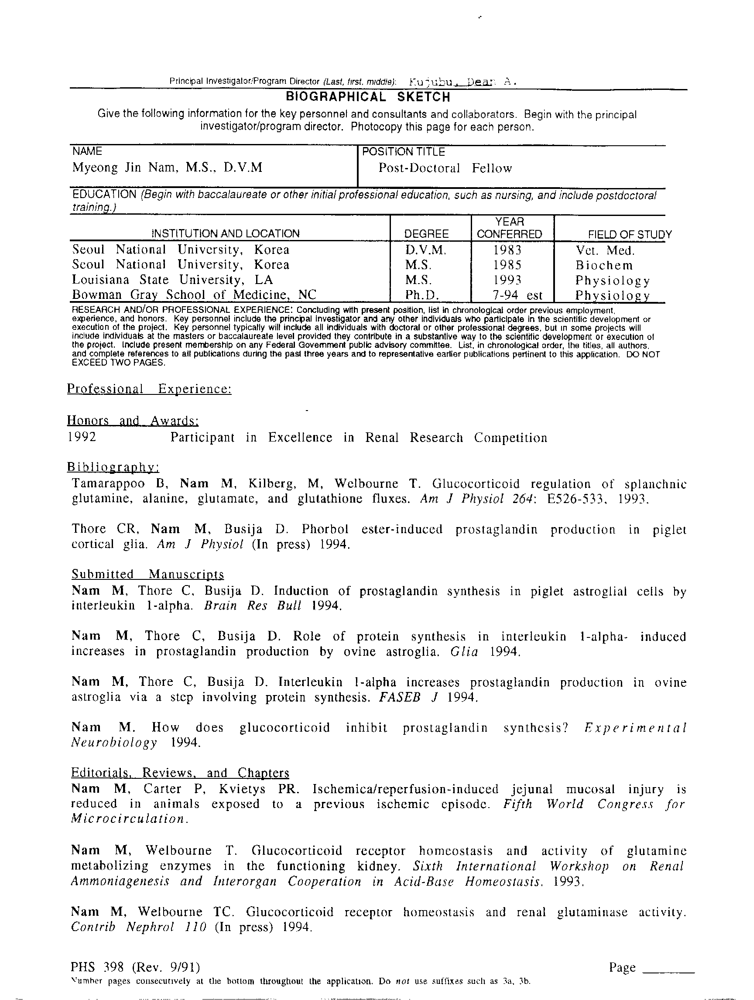 Principal Investigator/Program Director (Last, first, middle): Kujubu, Dean A.
BIOGRAPHICAL SKETCH
Give the following information for the key personnel and consultants and collaborators. Begin with the principal
investigator/program director. Photocopy this page for each person.
NAME POSITION TITLE
Myeong Jin Nam, M.S., D.V.M Post-Doctoral Fellow
EDUCATION (Begin with baccalaureate or other initial professional education, such as nursing, and include postdoctoral
training.)
INSTITUTION AND LOCATION DEGREE YEAR CONFERRED FIELD OF STUDY
Seoul National University, Korea D.V.M. 1983 Vet. Med.
Seoul National University, Korea M.S. 1985 Biochem
Louisiana State University, LA M.S. 1993 Physiology
Bowman Gray School of Medicine, NC Ph.D. 7-94 est Physiology
RESEARCH AND/OR PROFESSIONAL EXPERIENCE: Concluding with present position, list in chronological order previous employment,
experience, and honors. Key personnel include the principal investigator and any other individuals who participate in the scientific development or
execution of the project. Key personnel typically will include all individuals with doctoral or other professional degrees, but in some projects will
include individuals at the masters or baccalaureate level provided they contribute in a substantive way to the scientific development or execution of
the project. Include present membership on any Federal Government public advisory committee. List, in chronological order, the titles, all authors,
and complete references to all publications during the past three years and to representative earlier publications pertinent to this application. DO NOT
EXCEED TWO PAGES.
Professional Experience:
Honors and Awards:
1992 Participant in Excellence in Renal Research Competition
Bibliography:
Tamarappoo B, Nam M, Kilberg, M, Welbourne T. Glucocorticoid regulation of splanchnic
glutamine, alanine, glutamate, and glutathione fluxes. Am J Physiol 264: E526-533, 1993.
Thore CR, Nam M, Busija D. Phorbol ester-induced prostaglandin production in piglet
cortical glia. Am J Physiol (In press) 1994.
Submitted Manuscripts
Nam M, Thore C, Busija D. Induction of prostaglandin synthesis in piglet astroglial cells by
interleukin 1-alpha. Brain Res Bull 1994.
Nam M, Thore C, Busija D. Role of protein synthesis in interleukin 1-alpha- induced
increases in prostaglandin production by ovine astroglia. Glia 1994.
Nam M, Thore C, Busija D. Interleukin 1-alpha increases prostaglandin production in ovine
astroglia via a step involving protein synthesis. FASEB J 1994.
Nam M. How does glucocorticoid inhibit prostaglandin synthesis? Experimental
Neurobiology 1994.
Editorials, Reviews, and Chapters
Nam M, Carter P, Kvietys PR. Ischemica/reperfusion-induced jejunal mucosal injury is
reduced in animals exposed to a previous ischemic episode. Fifth World Congress for
Microcirculation.
Nam M, Welbourne T. Glucocorticoid receptor homeostasis and activity of glutamine
metabolizing enzymes in the functioning kidney. Sixth International Workshop on Renal
Ammoniagenesis and Interorgan Cooperation in Acid-Base Homeostasis. 1993.
Nam M, Welbourne TC. Glucocorticoid receptor homeostasis and renal glutaminase activity.
Contrib Nephrol 110 (In press) 1994.
PHS 398 (Rev. 9/91) Page
Number pages consecutively at the bottom throughout the application. Do not use suffixes such as 3a, 3b.